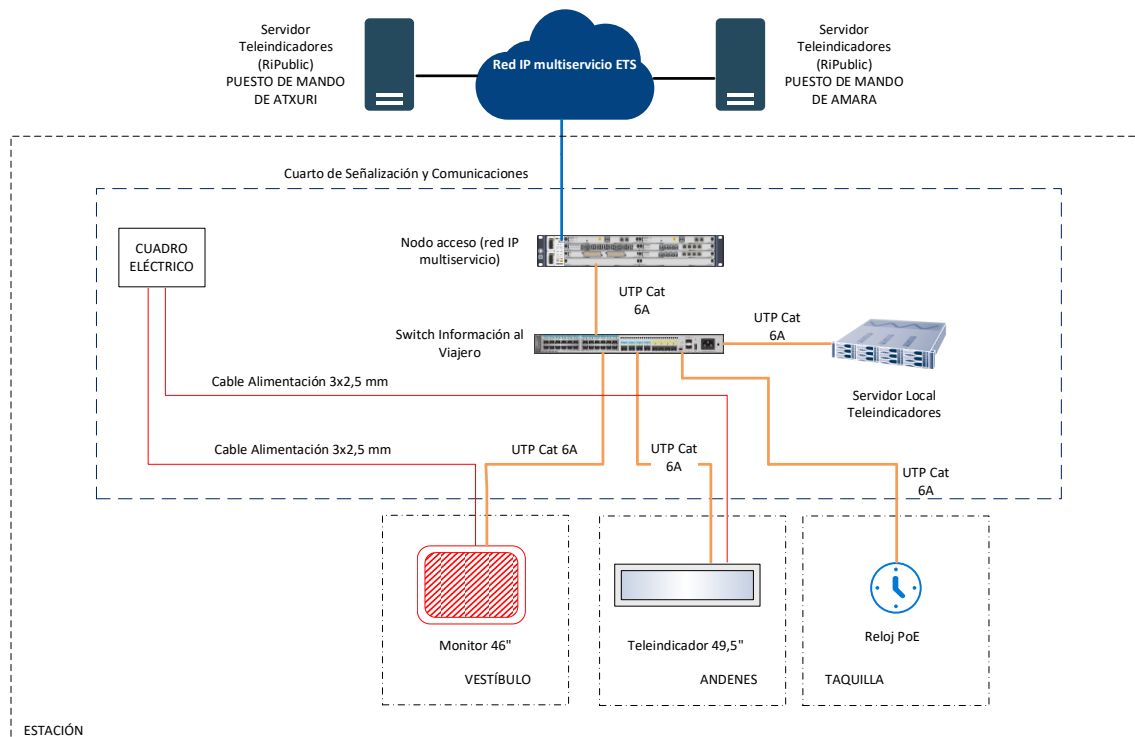 Servidor
Teleindicadores
(RiPublic)
PUESTO DE MANDO
DE ATXURI
Red IP multiservicio ETS
Servidor
Teleindicadores
(RiPublic)
PUESTO DE MANDO
DE AMARA
Cuarto de Señalización y Comunicaciones
CUADRO
ELÉCTRICO
Nodo acceso (red IP
multiservicio)
UTP Cat
6A
Switch Información al
Viajero
UTP Cat
6A
Servidor Local
Teleindicadores
Cable Alimentación 3x2,5 mm
Cable Alimentación 3x2,5 mm
UTP Cat 6A
UTP Cat
6A
UTP Cat
6A
Monitor 46"
VESTÍBULO
Teleindicador 49,5"
ANDENES
Reloj PoE
TAQUILLA
ESTACIÓN